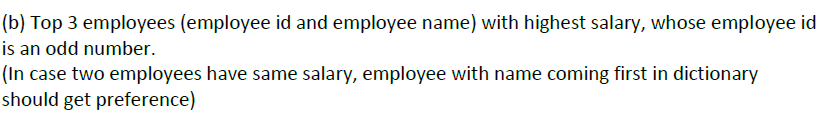 (b) Top 3 employees (employee id and employee name) with highest salary, whose employee id
is an odd number.
(In case two employees have same salary, employee with name coming first in dictionary
should get preference)